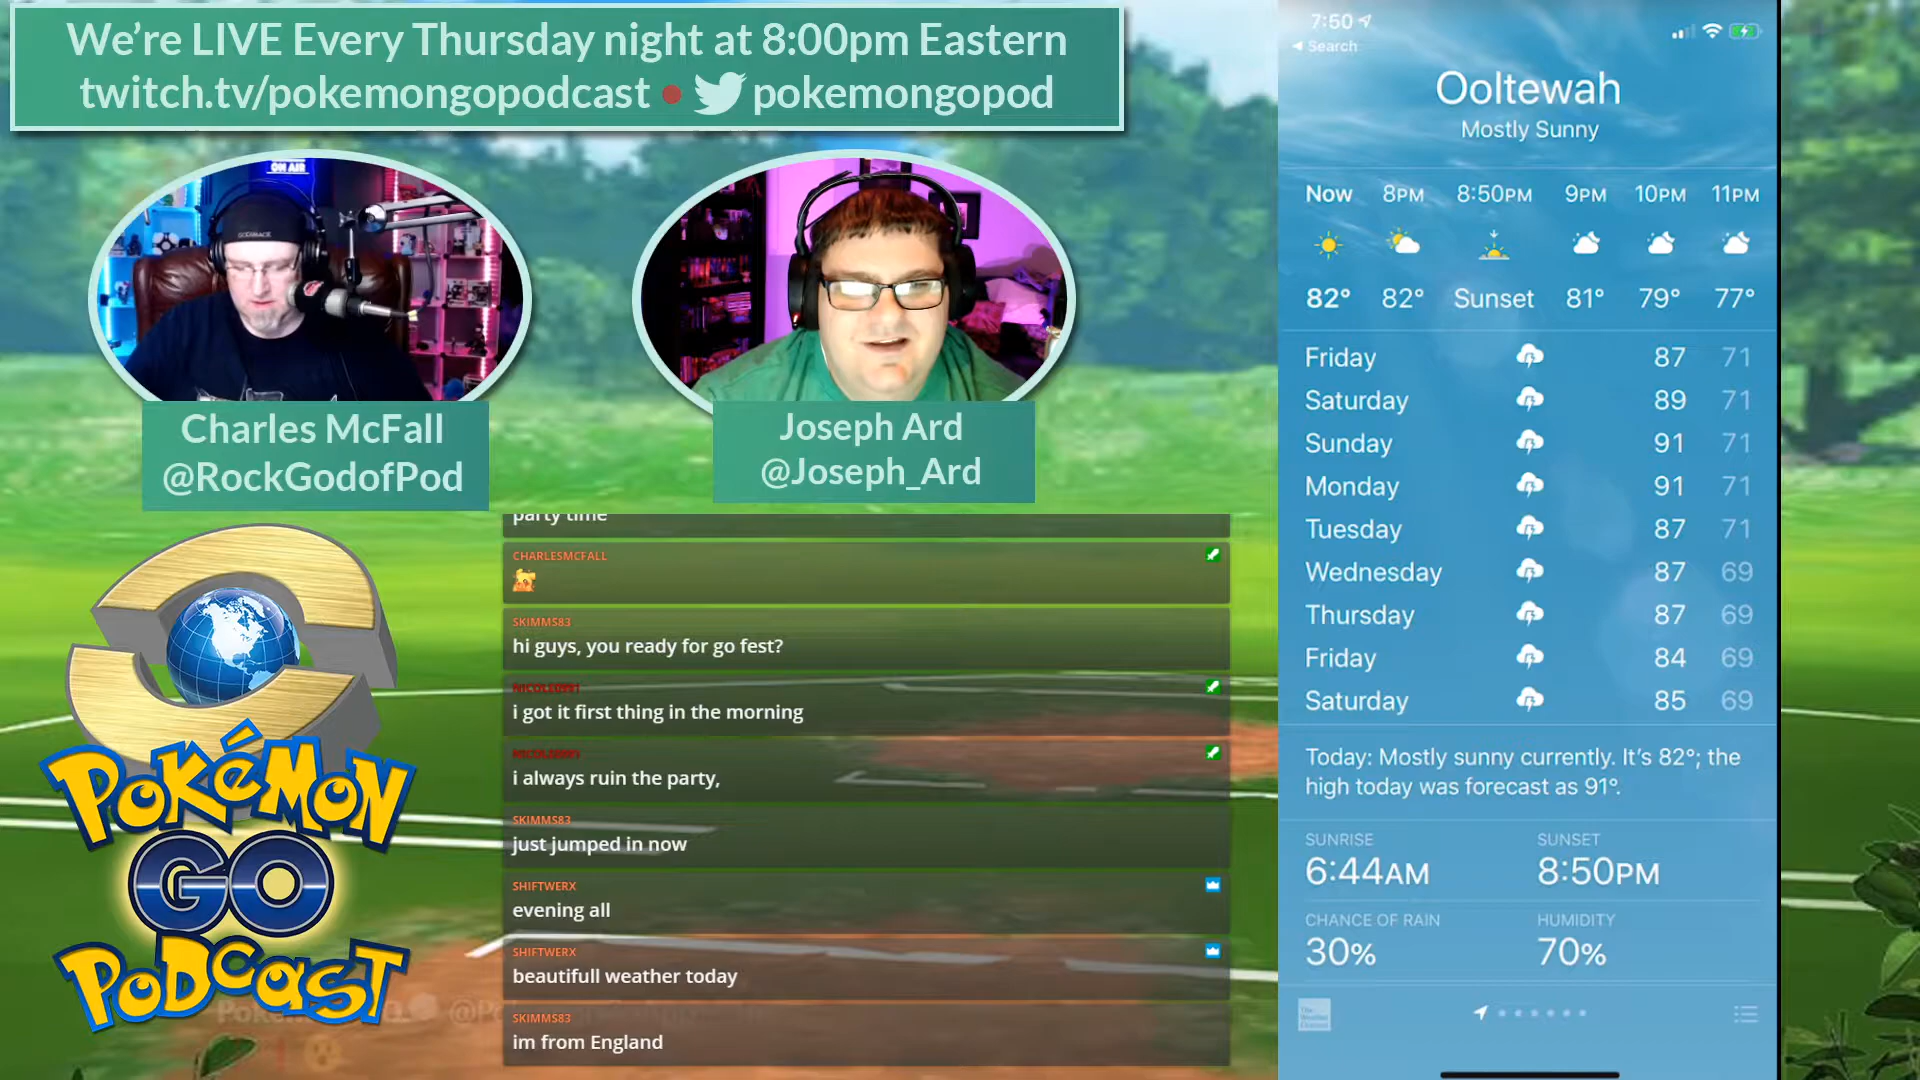 We're LIVE Every Thursday night at 8:00pm Eastern
twitch.tv/pokemongopodcast • pokemongopod
ON AIR
Charles McFall
@RockGodofPod
Joseph Ard
@Joseph_Ard
POKéMON
GO
PODCAST
party time
CHARLESMCFALL
SKIMMS83
hi guys, you ready for go fest?
i got it first thing in the morning
i always ruin the party,
SKIMMS83
just jumped in now
SHIFTWERX
evening all
SHIFTWERX
beautifull weather today
SKIMMS83
im from England
7:50
Search
Ooltewah
Mostly Sunny
Now 8PM 8:50PM 9PM 10PM 11PM
82° 82° Sunset 81° 79° 77°
Friday 87 71
Saturday 89 71
Sunday 91 71
Monday 91 71
Tuesday 87 71
Wednesday 87 69
Thursday 87 69
Friday 84 69
Saturday 85 69
Today: Mostly sunny currently. It's 82°; the
high today was forecast as 91°.
SUNRISE SUNSET
6:44AM 8:50PM
CHANCE OF RAIN HUMIDITY
30% 70%